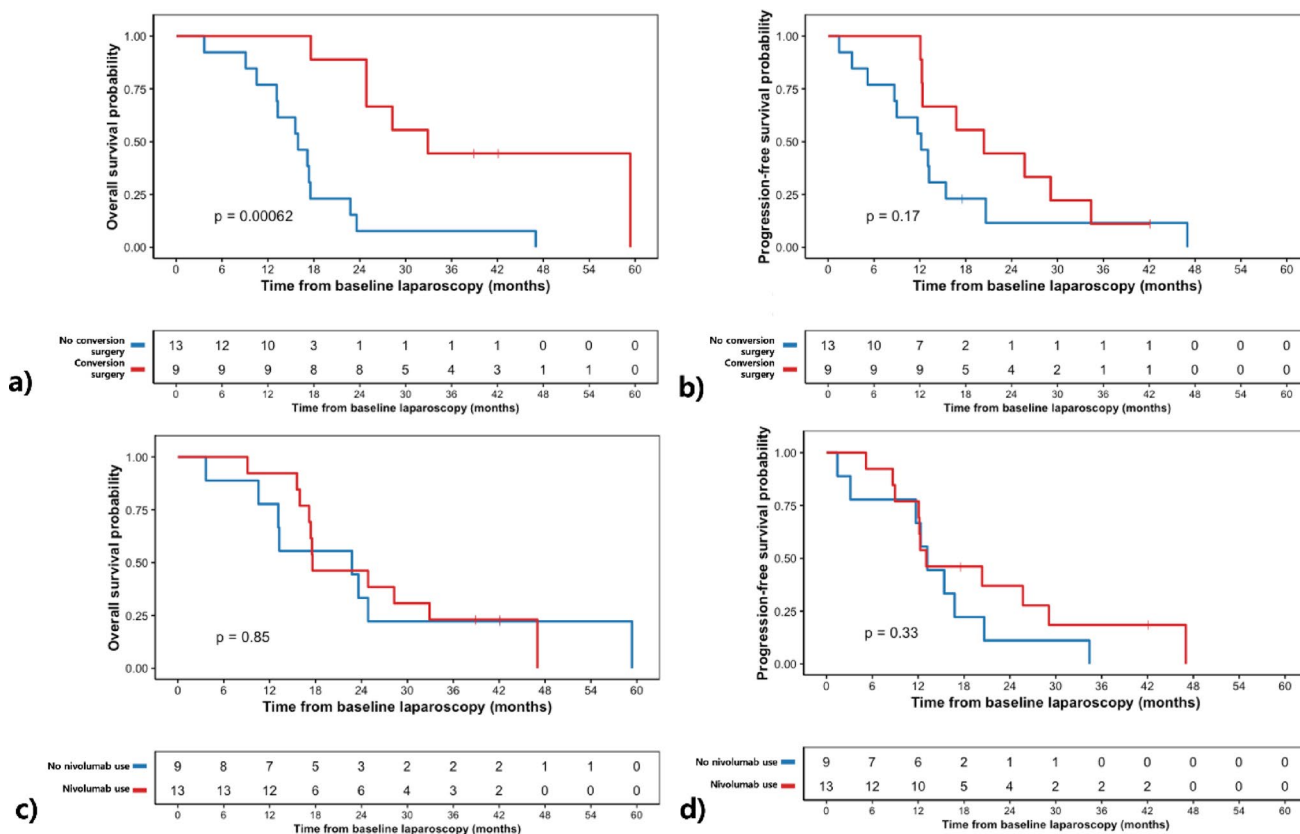 a)
Overall survival probability
1.00
0.75
0.50
0.25
0.00
p = 0.00062
0 6 12 18 24 30 36 42 48 54 60
Time from baseline laparoscopy (months)
No conversion
surgery
13 12 10 3 1 1 1 1 0 0 0
Conversion
surgery
9 9 9 8 8 5 4 3 1 1 0
0 6 12 18 24 30 36 42 48 54 60
Time from baseline laparoscopy (months)
b)
Progression-free survival probability
1.00
0.75
0.50
0.25
0.00
p = 0.17
0 6 12 18 24 30 36 42 48 54 60
Time from baseline laparoscopy (months)
No conversion
surgery
13 10 7 2 1 1 1 1 0 0 0
Conversion
surgery
9 9 9 5 4 2 1 1 0 0 0
0 6 12 18 24 30 36 42 48 54 60
Time from baseline laparoscopy (months)
c)
Overall survival probability
1.00
0.75
0.50
0.25
0.00
p = 0.85
0 6 12 18 24 30 36 42 48 54 60
Time from baseline laparoscopy (months)
No nivolumab use
9 8 7 5 3 2 2 2 1 1 0
Nivolumab use
13 13 12 6 6 4 3 2 0 0 0
0 6 12 18 24 30 36 42 48 54 60
Time from baseline laparoscopy (months)
d)
Progression-free survival probability
1.00
0.75
0.50
0.25
0.00
p = 0.33
0 6 12 18 24 30 36 42 48 54 60
Time from baseline laparoscopy (months)
No nivolumab use
9 7 6 2 1 1 0 0 0 0 0
Nivolumab use
13 12 10 5 4 2 2 2 0 0 0
0 6 12 18 24 30 36 42 48 54 60
Time from baseline laparoscopy (months)